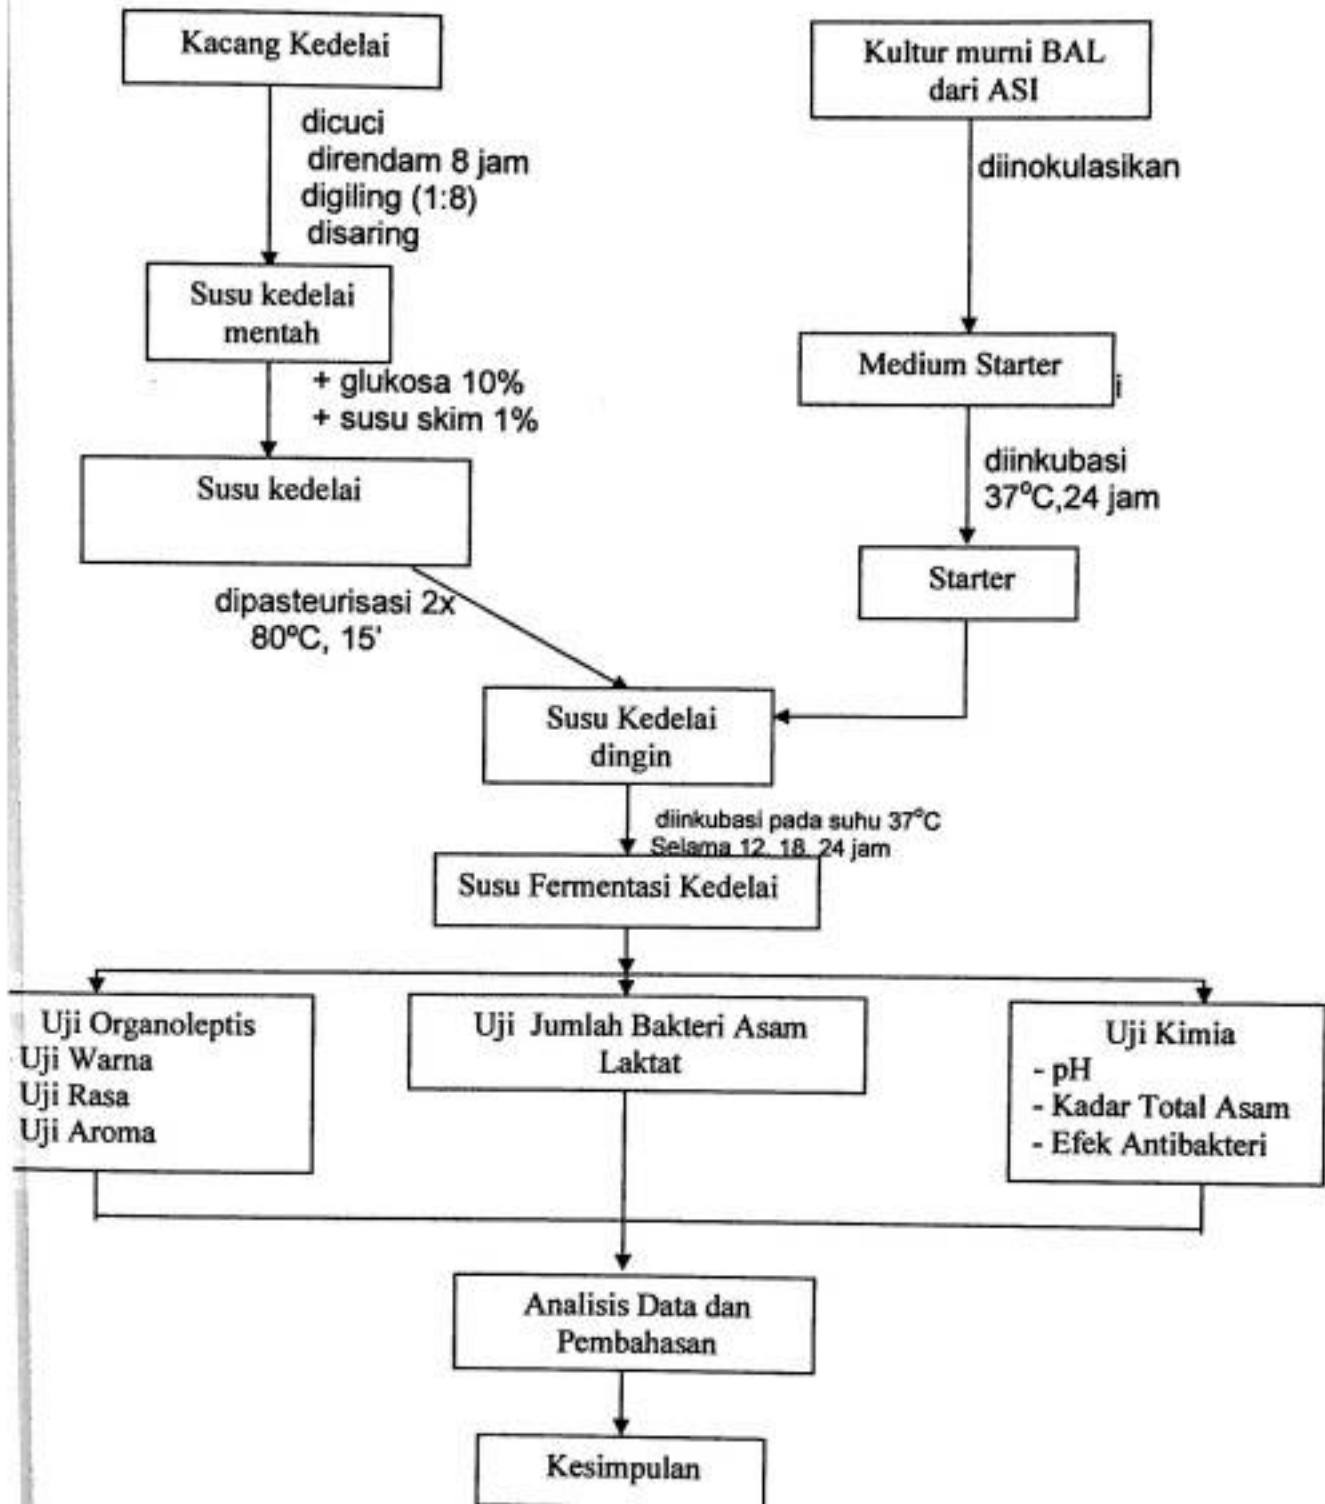 Kacang Kedelai
dicuci
direndam 8 jam
digiling (1:8)
disaring
Susu kedelai
mentah
+ glukosa 10%
+ susu skim 1%
Susu kedelai
dipasteurisasi 2x
80ºC, 15'
Kultur murni BAL
dari ASI
diinokulasikan
Medium Starter
i
diinkubasi
37°C,24 jam
Starter
Susu Kedelai
dingin
diinkubasi pada suhu 37°C
Selama 12, 18, 24 jam
Susu Fermentasi Kedelai
Uji Organoleptis
Uji Warna
Uji Rasa
Uji Aroma
Uji Jumlah Bakteri Asam
Laktat
Uji Kimia
- pH
- Kadar Total Asam
- Efek Antibakteri
Analisis Data dan
Pembahasan
Kesimpulan